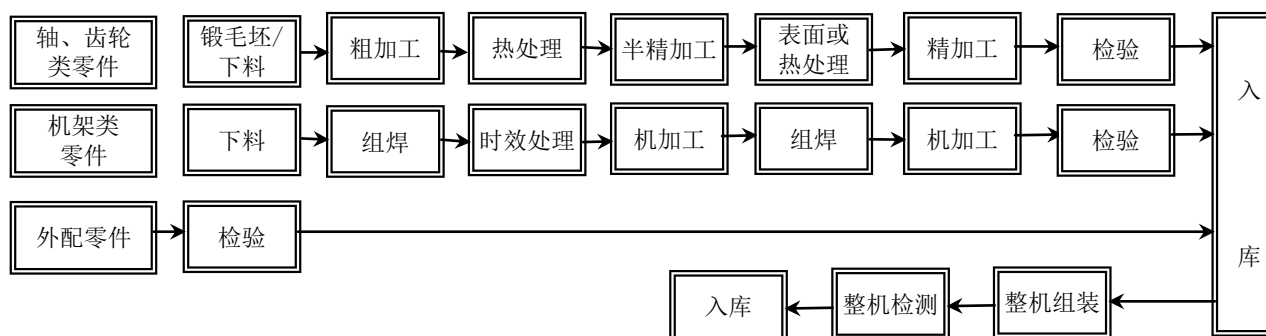 轴、齿轮
类零件
锻毛坯/
下料
粗加工
热处理
半精加工
表面或
热处理
精加工
检验
入
库
机架类
零件
下料
组焊
时效处理
机加工
组焊
机加工
检验
外配零件
检验
入库
整机检测
整机组装